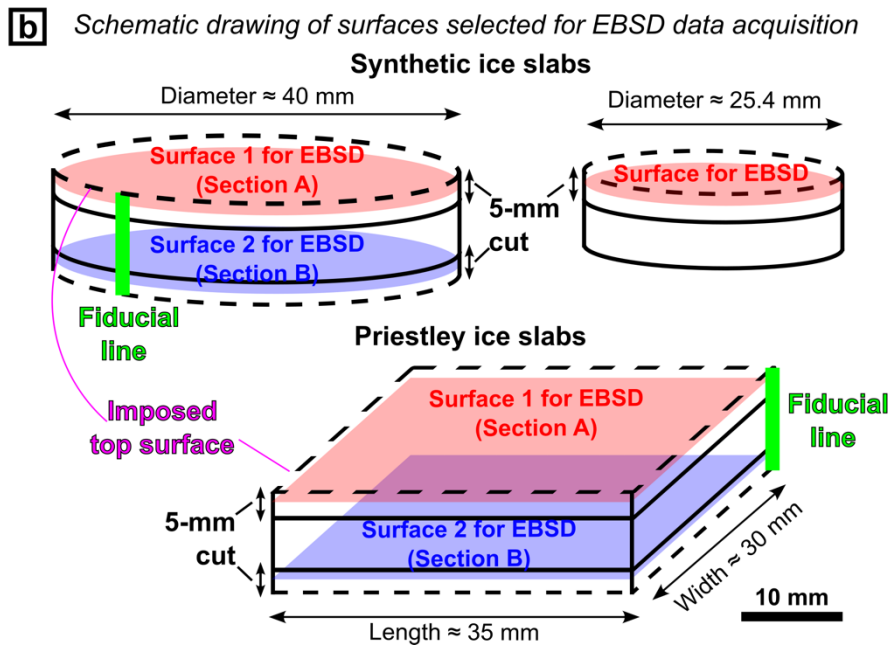 b
Schematic drawing of surfaces selected for EBSD data acquisition
Synthetic ice slabs
Diameter ≈ 40 mm
Diameter ≈ 25.4 mm
Surface 1 for EBSD
(Section A)
Surface for EBSD
5-mm
cut
Surface 2 for EBSD
(Section B)
Fiducial
line
Priestley ice slabs
Imposed
top surface
Surface 1 for EBSD
(Section A)
Fiducial
line
5-mm
cut
Surface 2 for EBSD
(Section B)
Width ≈ 30 mm
10 mm
Length ≈ 35 mm